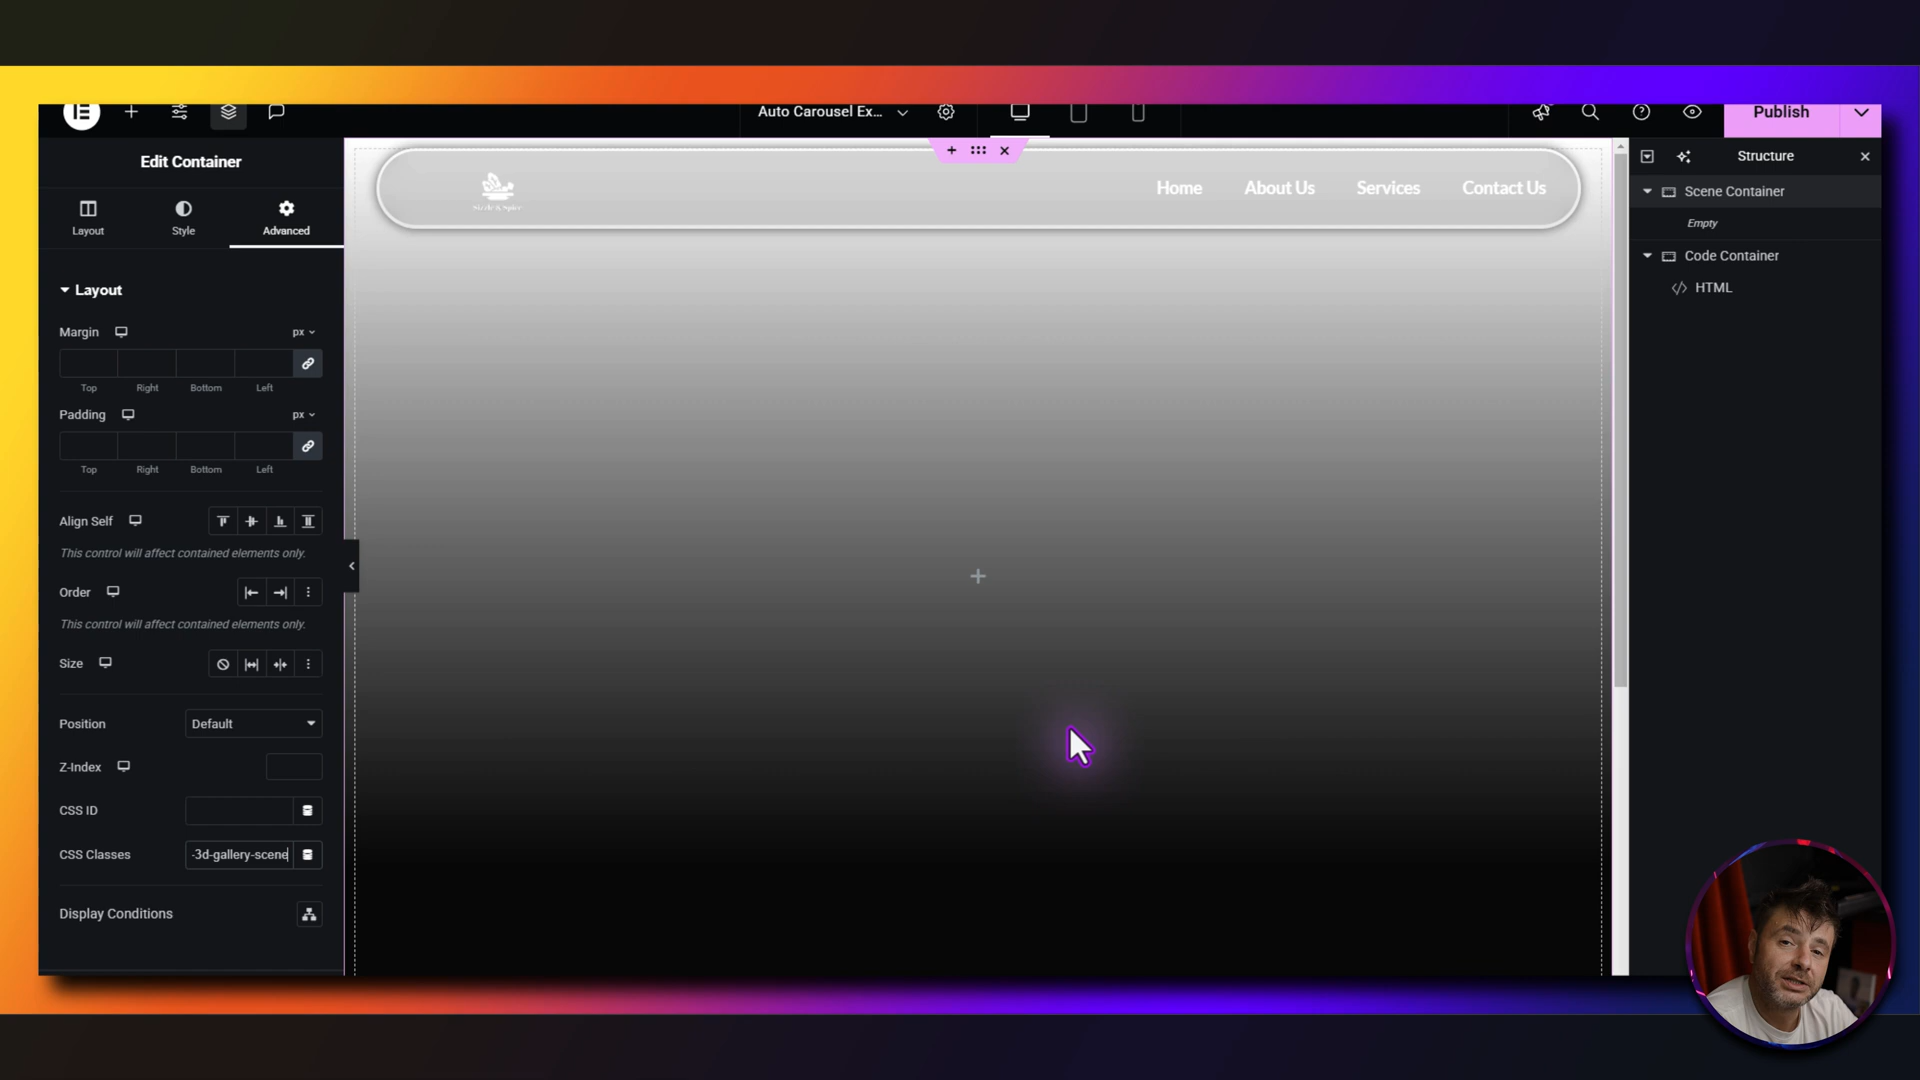 Auto Carousel Ex...
Publish
Edit Container
Layout
Style
Advanced
Layout
Margin
px
Top
Right
Bottom
Left
Padding
px
Top
Right
Bottom
Left
Align Self
This control will affect contained elements only.
Order
This control will affect contained elements only.
Size
Position
Default
Z-Index
CSS ID
CSS Classes
-3d-gallery-scene
Display Conditions
Home
About Us
Services
Contact Us
Structure
Scene Container
Empty
Code Container
HTML